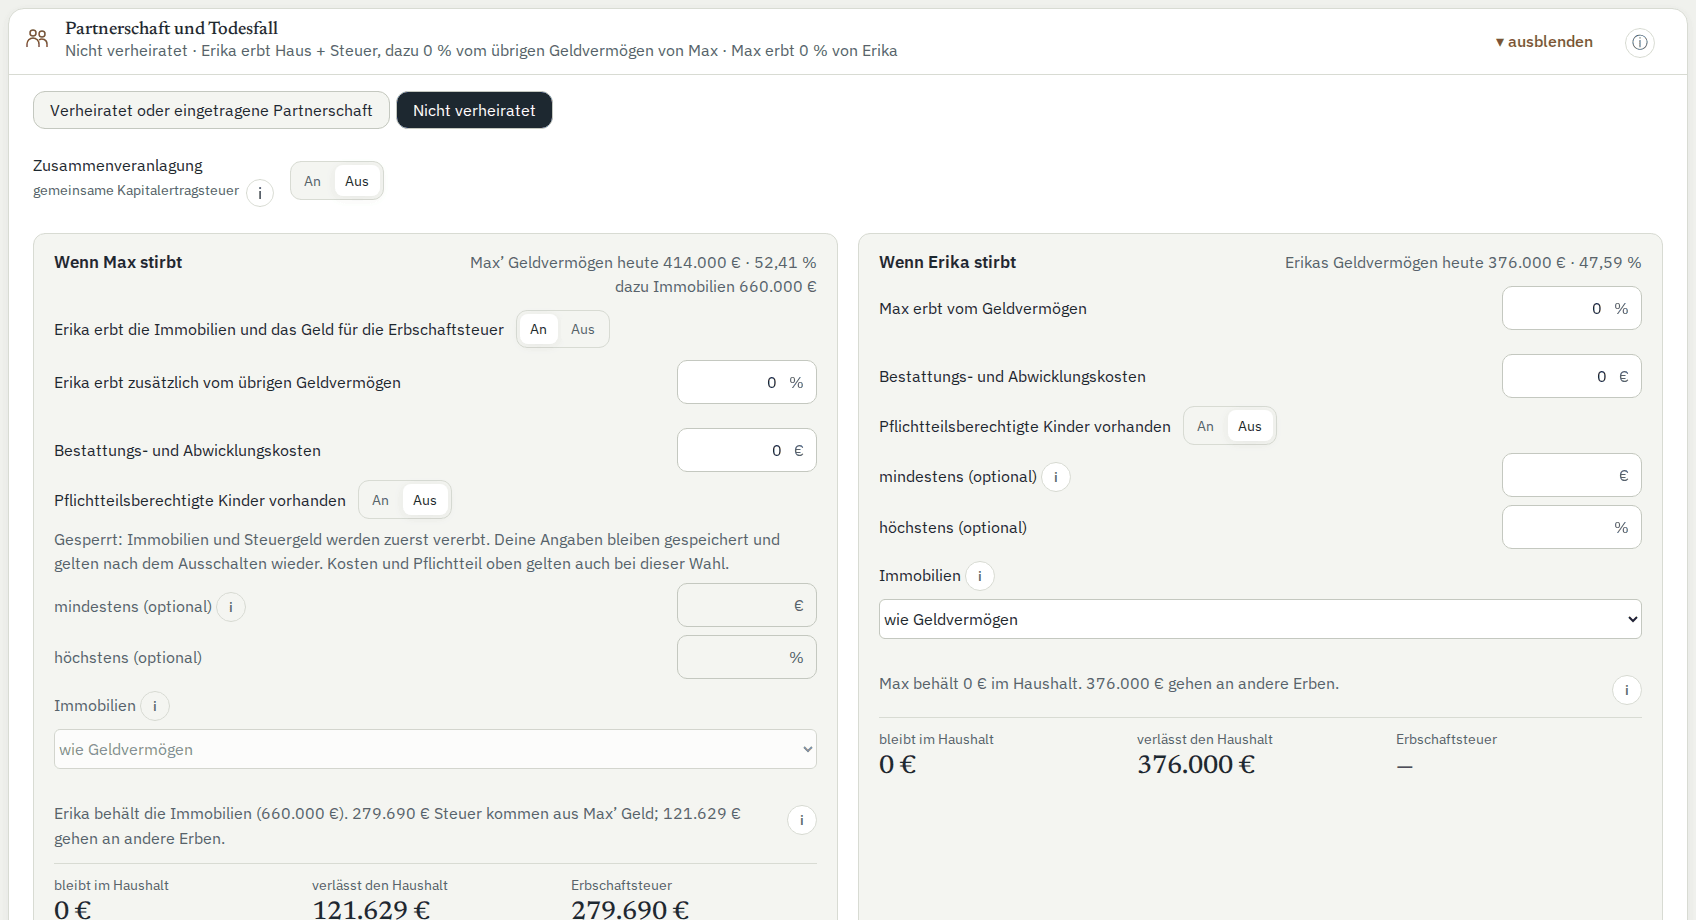 Partnerschaft und Todesfall
Nicht verheiratet · Erika erbt Haus + Steuer, dazu 0 % vom übrigen Geldvermögen von Max · Max erbt 0 % von Erika
▾ ausblenden
Verheiratet oder eingetragene Partnerschaft
Nicht verheiratet
Zusammenveranlagung
gemeinsame Kapitalertragsteuer i
An Aus
Wenn Max stirbt
Max’ Geldvermögen heute 414.000 € · 52,41 %
dazu Immobilien 660.000 €
Erika erbt die Immobilien und das Geld für die Erbschaftsteuer An Aus
Erika erbt zusätzlich vom übrigen Geldvermögen 0 %
Bestattungs- und Abwicklungskosten 0 €
Pflichtteilsberechtigte Kinder vorhanden An Aus
Gesperrt: Immobilien und Steuergeld werden zuerst vererbt. Deine Angaben bleiben gespeichert und
gelten nach dem Ausschalten wieder. Kosten und Pflichtteil oben gelten auch bei dieser Wahl.
mindestens (optional) i €
höchstens (optional) %
Immobilien i
wie Geldvermögen
Erika behält die Immobilien (660.000 €). 279.690 € Steuer kommen aus Max’ Geld; 121.629 €
gehen an andere Erben.
i
bleibt im Haushalt verlässt den Haushalt Erbschaftsteuer
0 € 121.629 € 279.690 €
Wenn Erika stirbt
Erikas Geldvermögen heute 376.000 € · 47,59 %
Max erbt vom Geldvermögen 0 %
Bestattungs- und Abwicklungskosten 0 €
Pflichtteilsberechtigte Kinder vorhanden An Aus
mindestens (optional) i €
höchstens (optional) %
Immobilien i
wie Geldvermögen
Max behält 0 € im Haushalt. 376.000 € gehen an andere Erben. i
bleibt im Haushalt verlässt den Haushalt Erbschaftsteuer
0 € 376.000 € –